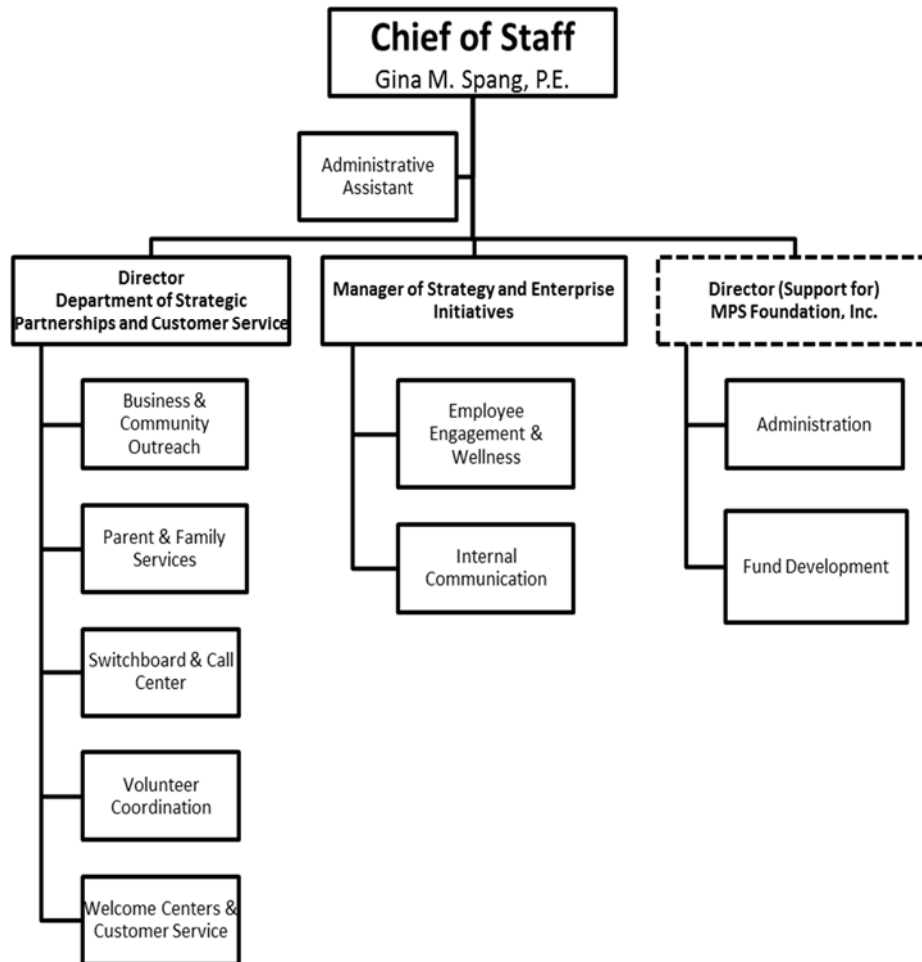 Chief of Staff
Gina M. Spang, P.E.
Administrative
Assistant
Director
Department of Strategic
Partnerships and Customer Service
Business &
Community
Outreach
Parent & Family
Services
Switchboard & Call
Center
Volunteer
Coordination
Welcome Centers &
Customer Service
Manager of Strategy and Enterprise
Initiatives
Employee
Engagement &
Wellness
Internal
Communication
Director (Support for)
MPS Foundation, Inc.
Administration
Fund Development